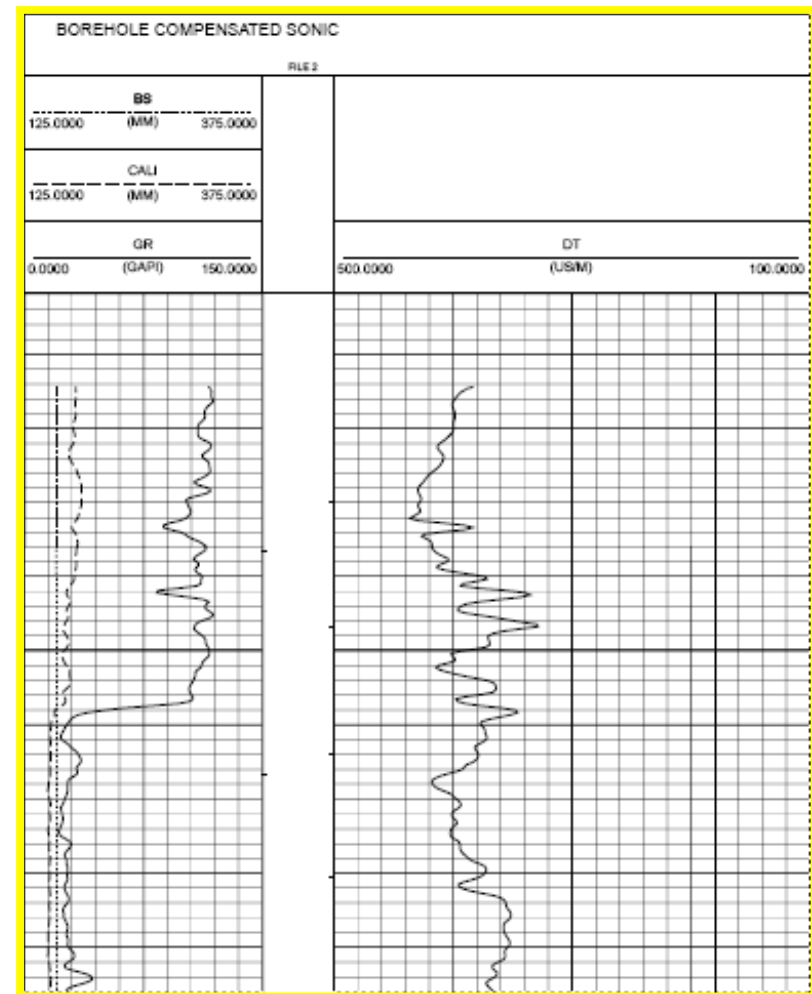 BOREHOLE COMPENSATED SONIC
FILE 2
BS
125.0000 (MM) 375.0000
CALI
125.0000 (MM) 375.0000
GR
0.0000 (GAPI) 150.0000
DT
500.0000 (US/M) 100.0000